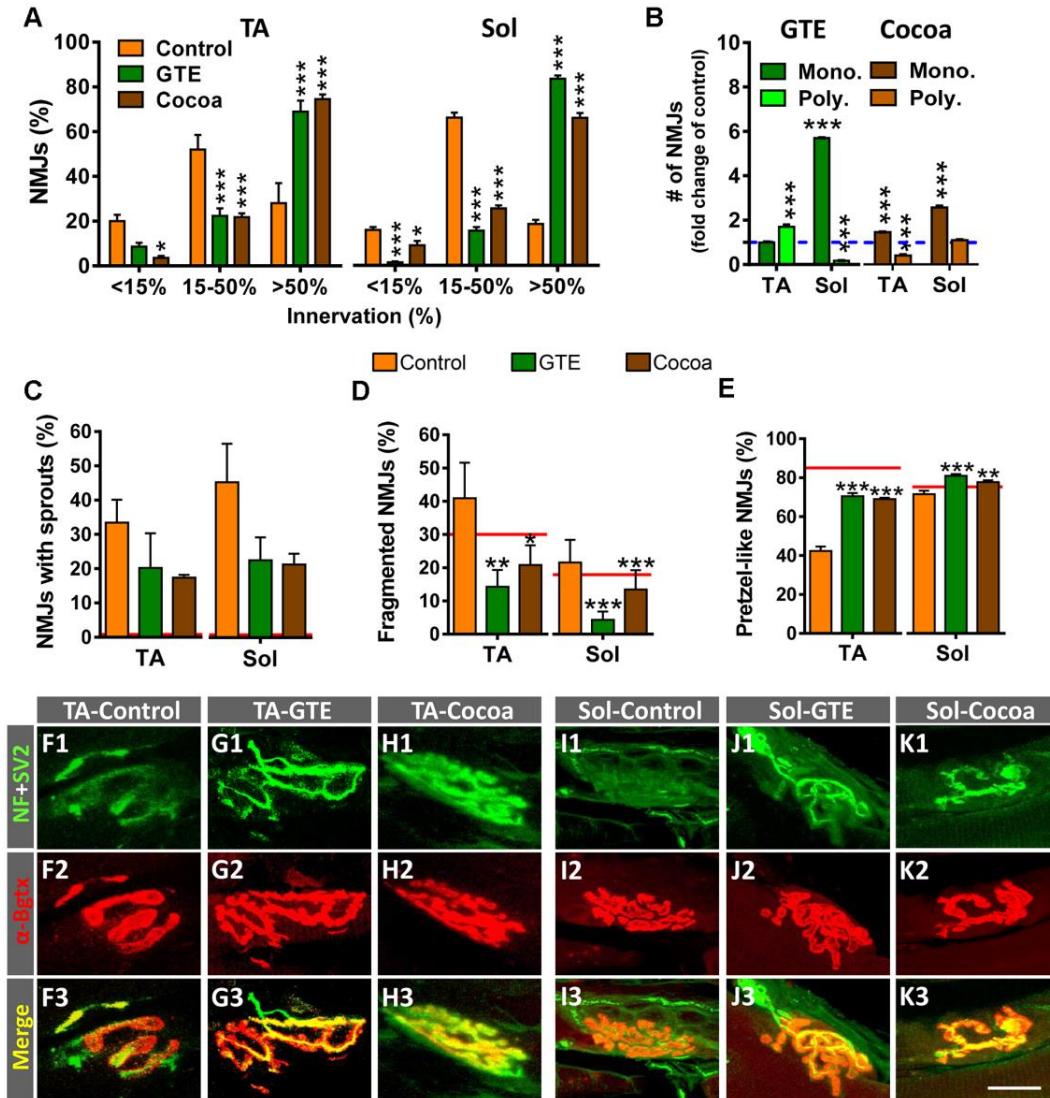 A
TA
Sol
Control
GTE
Cocoa
NMJs (%)
100
80
60
40
20
0
*
***
***
***
***
***
*
***
***
***
***
<15%
15-50%
>50%
<15%
15-50%
>50%
Innervation (%)
B
GTE
Cocoa
Mono.
Poly.
Mono.
Poly.
# of NMJs
(fold change of control)
10
8
6
4
2
0
***
***
***
***
***
***
TA
Sol
TA
Sol
Control
GTE
Cocoa
C
NMJs with sprouts (%)
60
50
40
30
20
10
0
TA
Sol
D
Fragmented NMJs (%)
60
50
40
30
20
10
0
**
*
***
***
TA
Sol
E
Pretzel-like NMJs (%)
100
80
60
40
20
0
***
***
***
**
TA
Sol
TA-Control
TA-GTE
TA-Cocoa
Sol-Control
Sol-GTE
Sol-Cocoa
NF+SV2
F1
G1
H1
I1
J1
K1
α-Bgtx
F2
G2
H2
I2
J2
K2
Merge
F3
G3
H3
I3
J3
K3